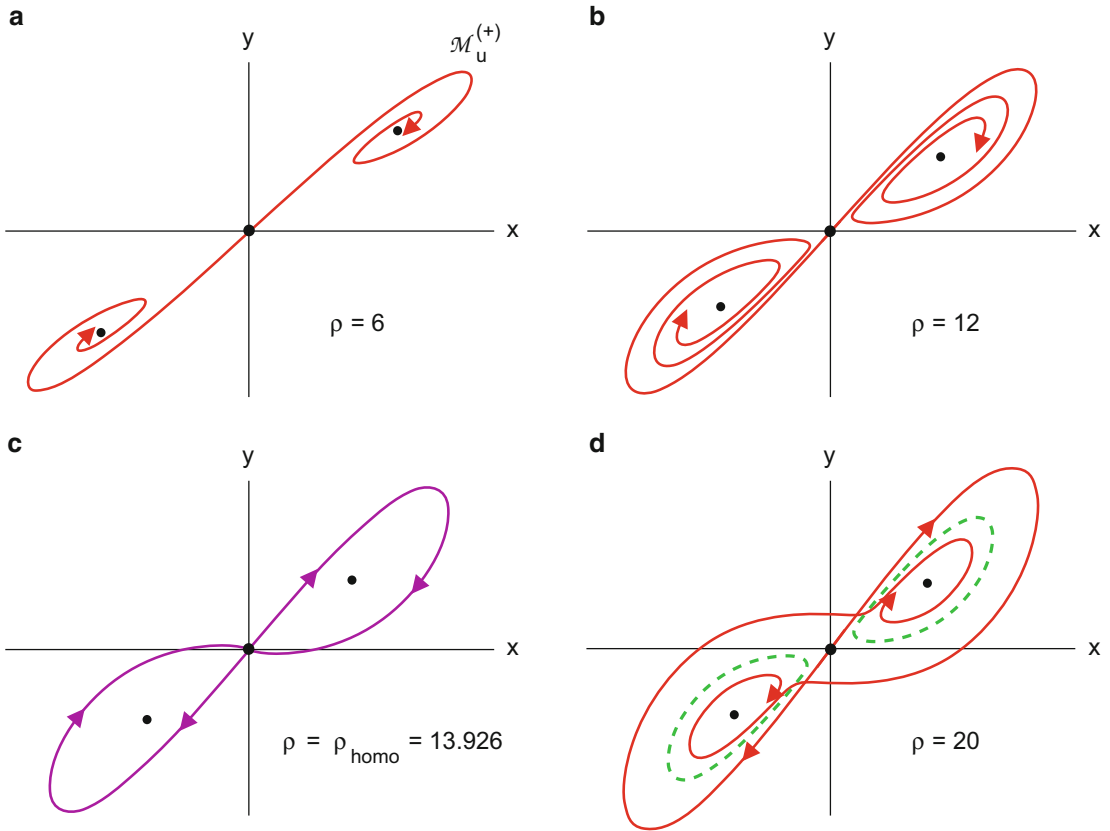 a
y
ℳ_u^(+)
x
ρ = 6
b
y
x
ρ = 12
c
y
x
ρ = ρ_homo = 13.926
d
y
x
ρ = 20